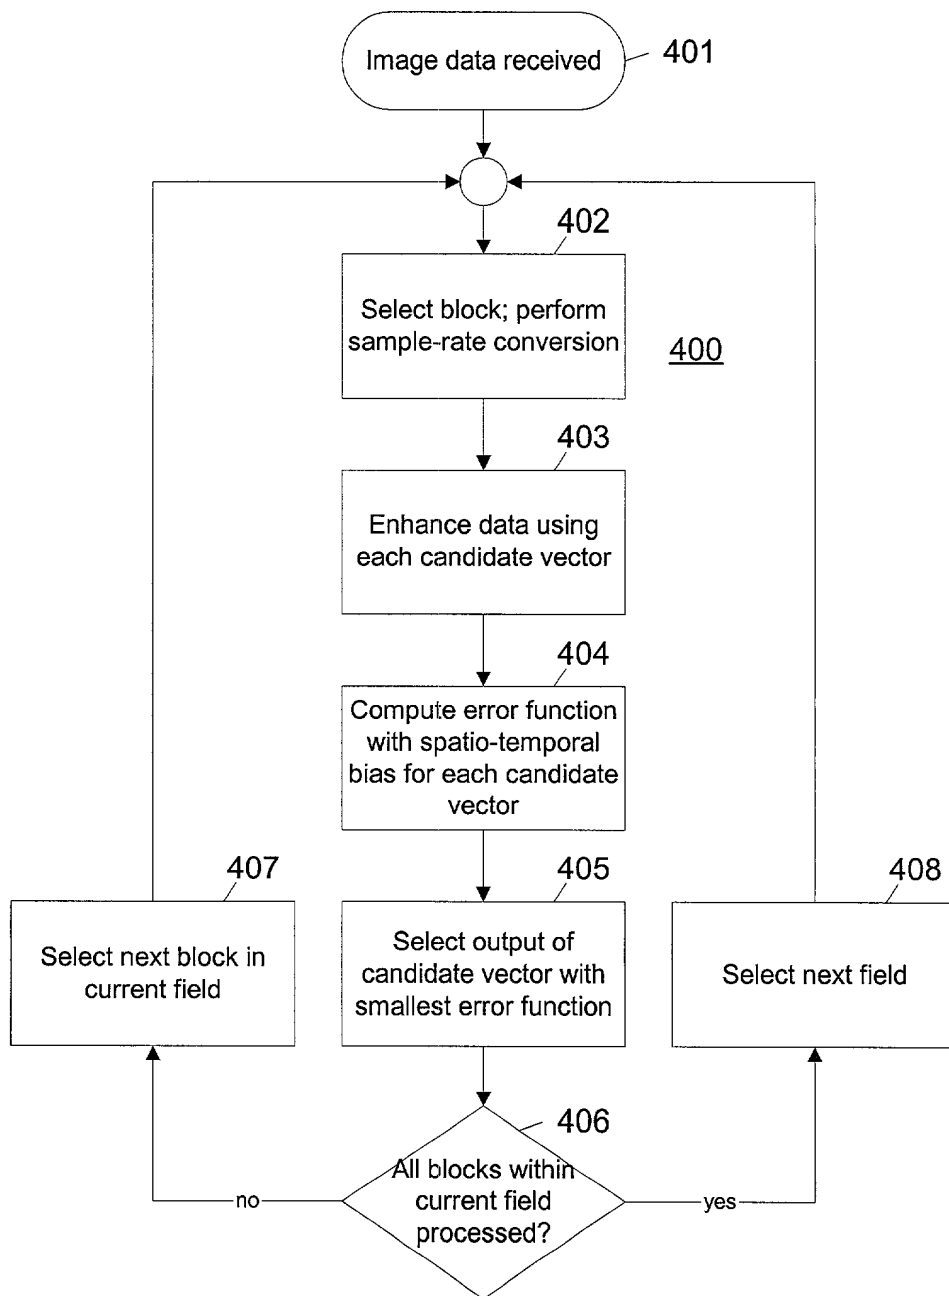 Image data received
401
402
Select block; perform
sample-rate conversion
400
403
Enhance data using
each candidate vector
404
Compute error function
with spatio-temporal
bias for each candidate
vector
407
Select next block in
current field
405
Select output of
candidate vector with
smallest error function
408
Select next field
406
All blocks within
current field
processed?
no
yes